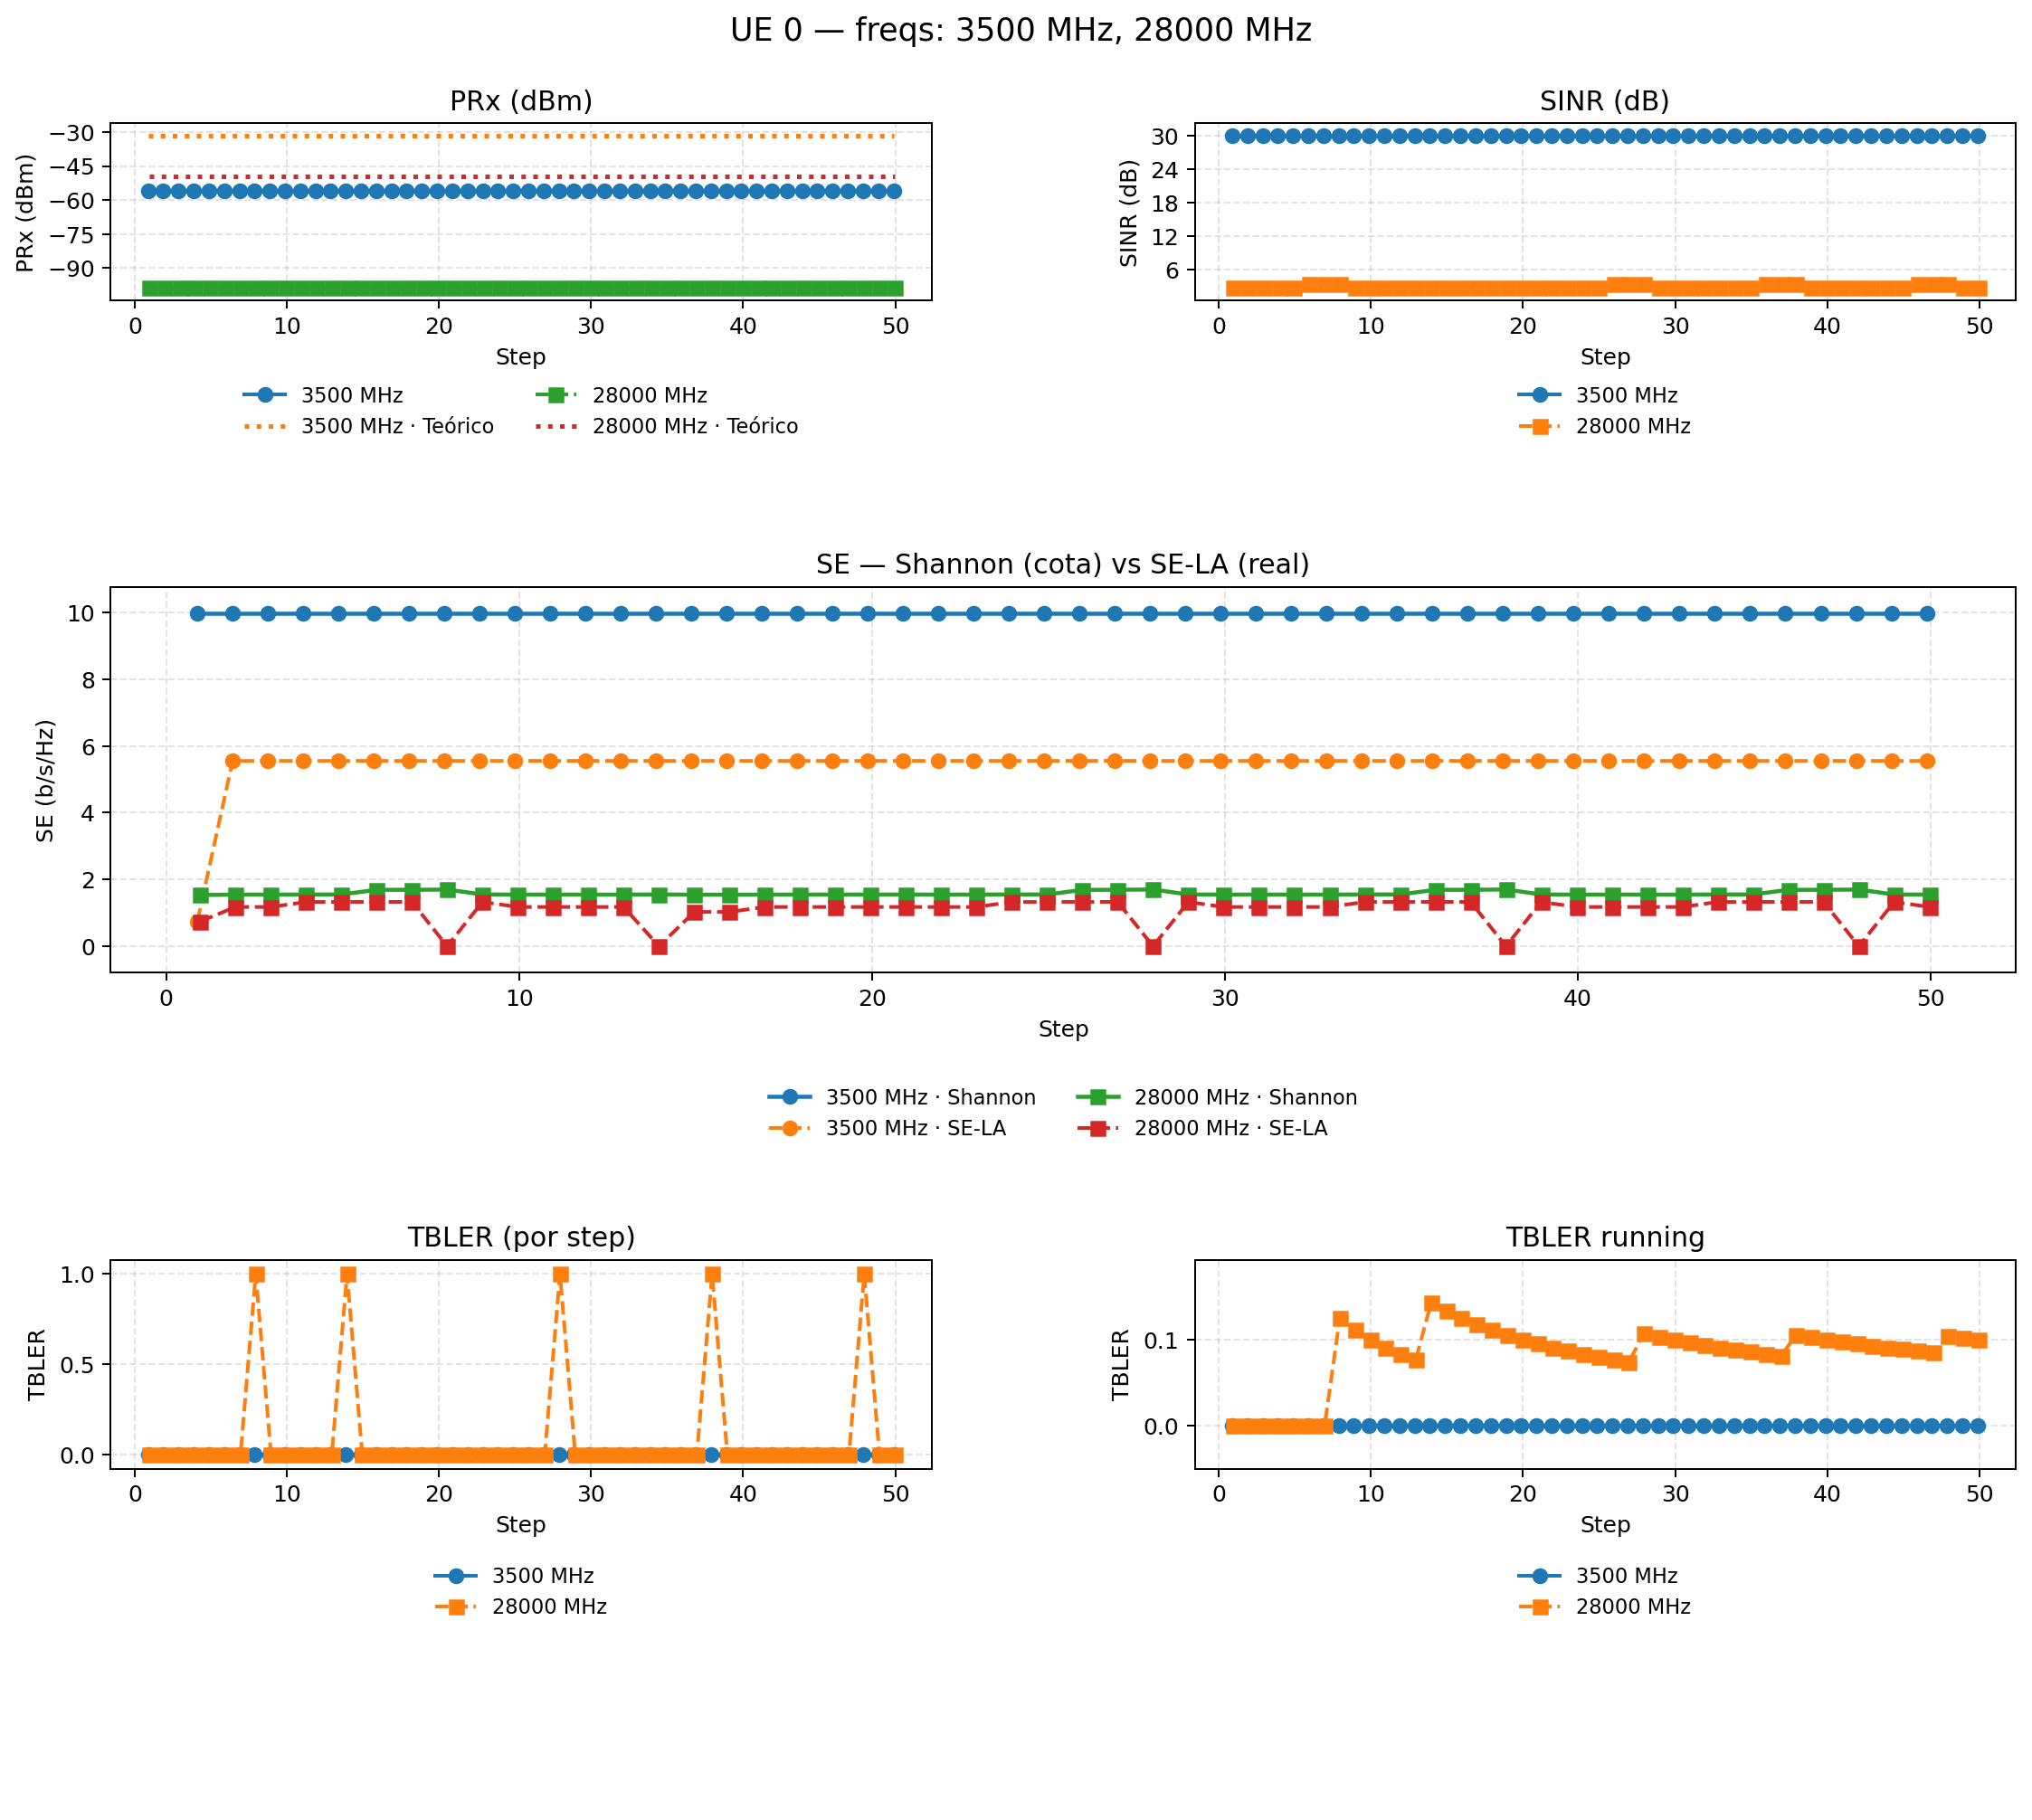 UE 0 — freqs: 3500 MHz, 28000 MHz
PRx (dBm)
PRx (dBm)
−30
−45
−60
−75
−90
0 10 20 30 40 50
Step
3500 MHz
3500 MHz · Teórico
28000 MHz
28000 MHz · Teórico
SINR (dB)
SINR (dB)
30
24
18
12
6
0 10 20 30 40 50
Step
3500 MHz
28000 MHz
SE — Shannon (cota) vs SE-LA (real)
SE (b/s/Hz)
10
8
6
4
2
0
0 10 20 30 40 50
Step
3500 MHz · Shannon
3500 MHz · SE-LA
28000 MHz · Shannon
28000 MHz · SE-LA
TBLER (por step)
TBLER
1.0
0.5
0.0
0 10 20 30 40 50
Step
3500 MHz
28000 MHz
TBLER running
TBLER
0.1
0.0
0 10 20 30 40 50
Step
3500 MHz
28000 MHz